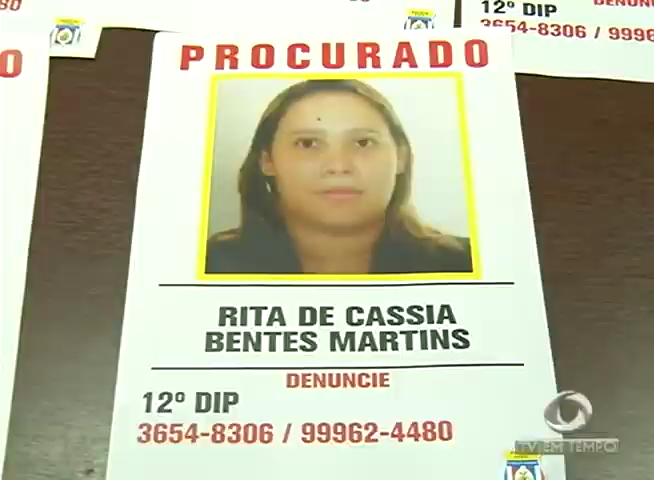 80
12º DIP
3654-8306 / 9996
O
PROCURADO
RITA DE CASSIA
BENTES MARTINS
DENUNCIE
12º DIP
3654-8306 / 99962-4480
TV EM TEMPO